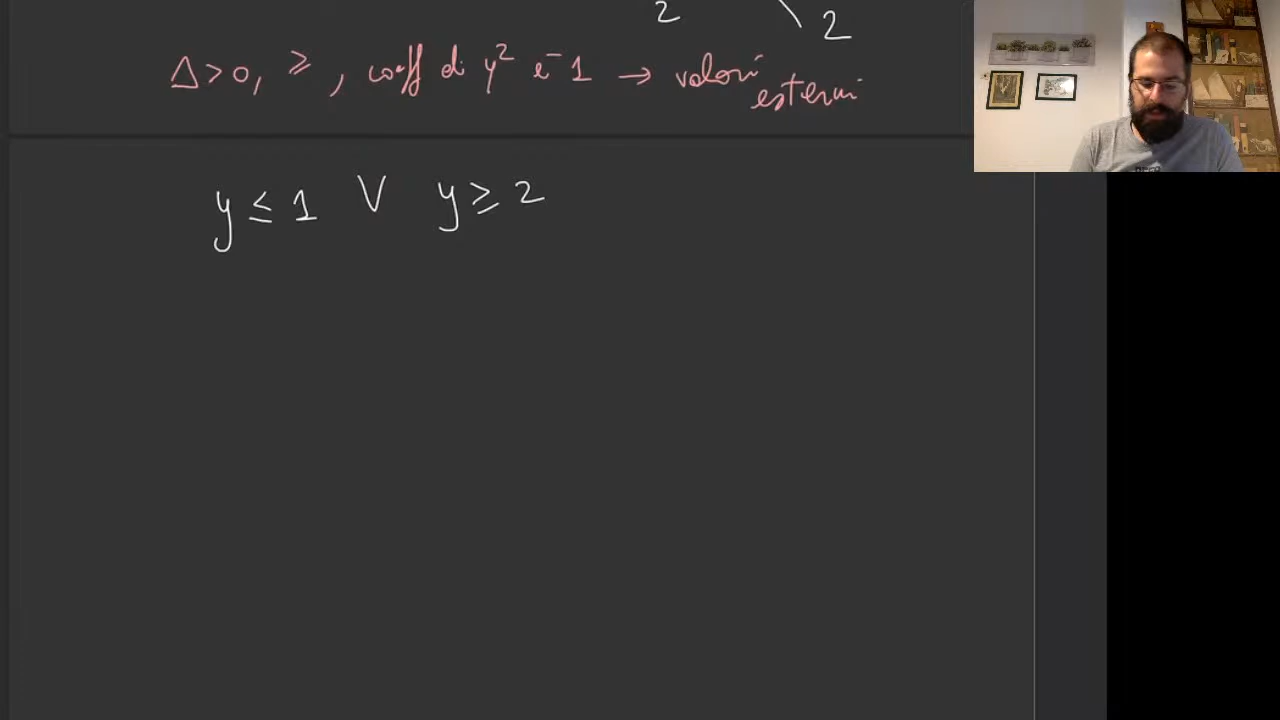 2 2
Δ>0, ≥, coeff di y² è 1 → valori esterni
y ≤ 1 V y ≥ 2